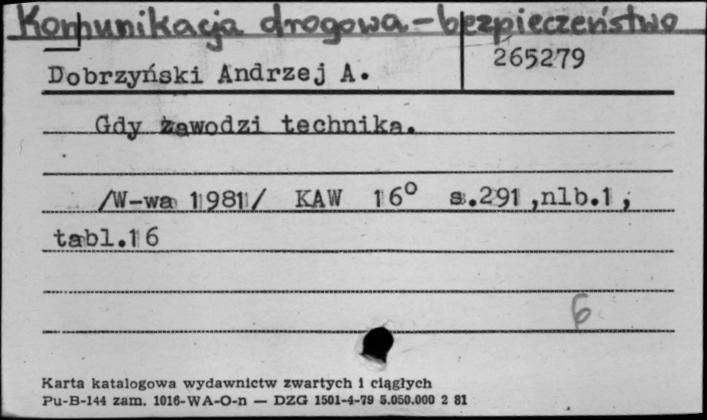 Komunikacja drogowa - bezpieczeństwo
265279
Dobrzyński Andrzej A.
Gdy zawodzi technika.
/W-wa 1981/ KAW 16° s.291,nlb.1,
tabl.16
6
Karta katalogowa wydawnictw zwartych i ciągłych
Pu-B-144 zam. 1016-WA-O-n — DZG 1501-4-79 5.050.000 2 81